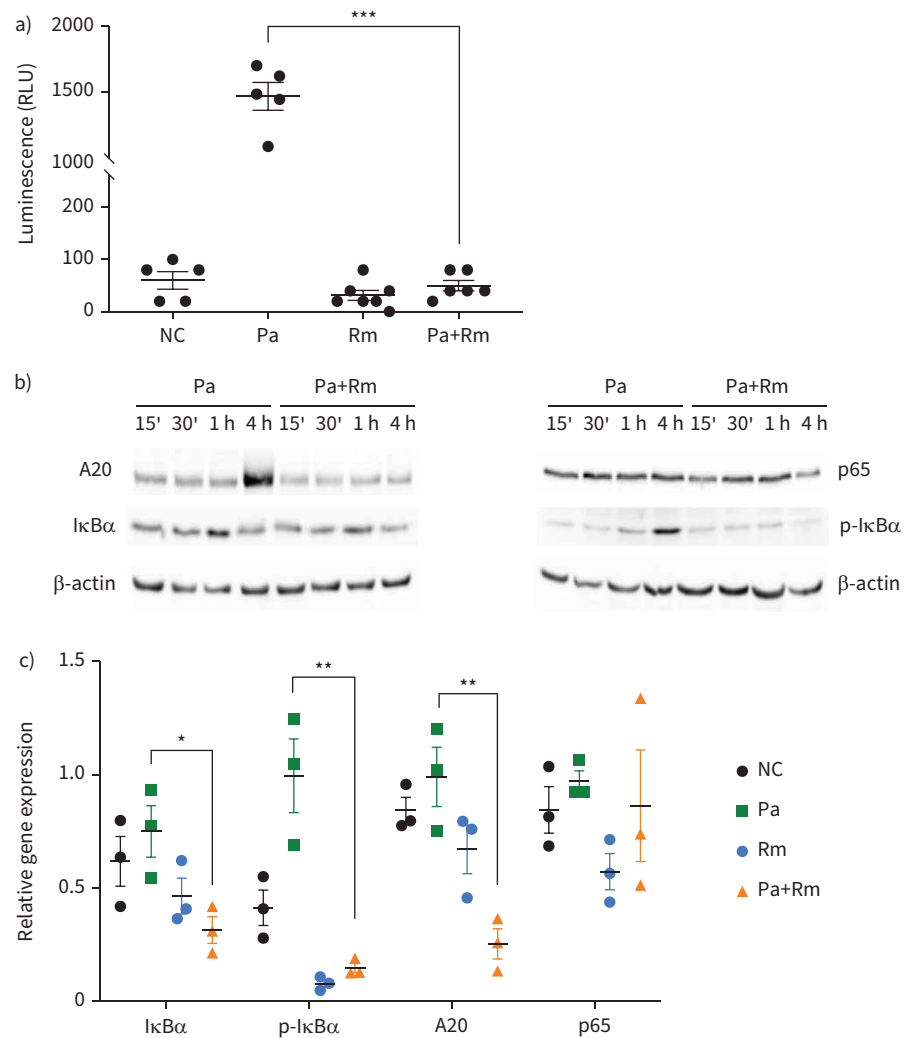 a)
2000
***
1500
1000
200
100
0
Luminescence (RLU)
NC Pa Rm Pa+Rm
b)
Pa Pa+Rm Pa Pa+Rm
15' 30' 1 h 4 h 15' 30' 1 h 4 h 15' 30' 1 h 4 h 15' 30' 1 h 4 h
A20 p65
IκBα p-IκBα
β-actin β-actin
c)
1.5
**
**
*
1.0
0.5
0
Relative gene expression
NC
Pa
Rm
Pa+Rm
IκBα p-IκBα A20 p65